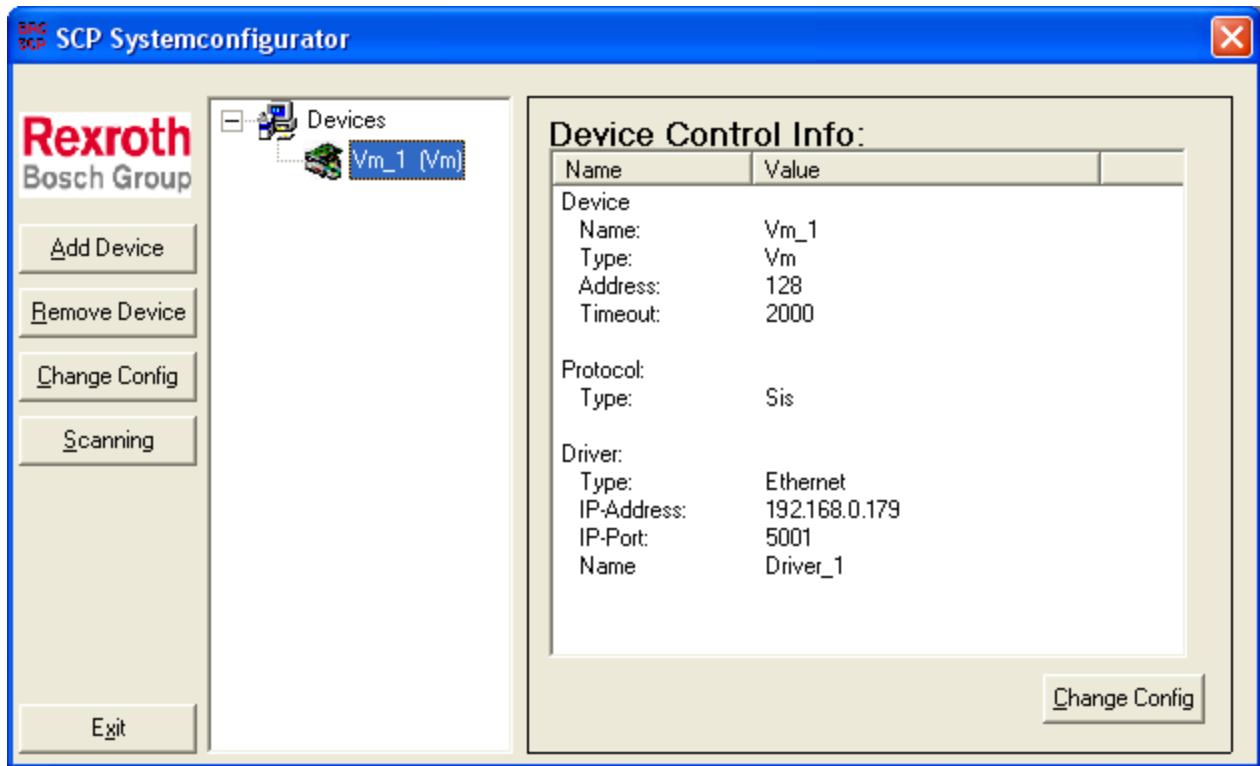 BRC
SCP
SCP Systemconfigurator
Rexroth
Bosch Group
Add Device
Remove Device
Change Config
Scanning
Exit
Devices
Vm_1 (Vm)
Device Control Info:
Name Value
Device
Name: Vm_1
Type: Vm
Address: 128
Timeout: 2000
Protocol:
Type: Sis
Driver:
Type: Ethernet
IP-Address: 192.168.0.179
IP-Port: 5001
Name Driver_1
Change Config